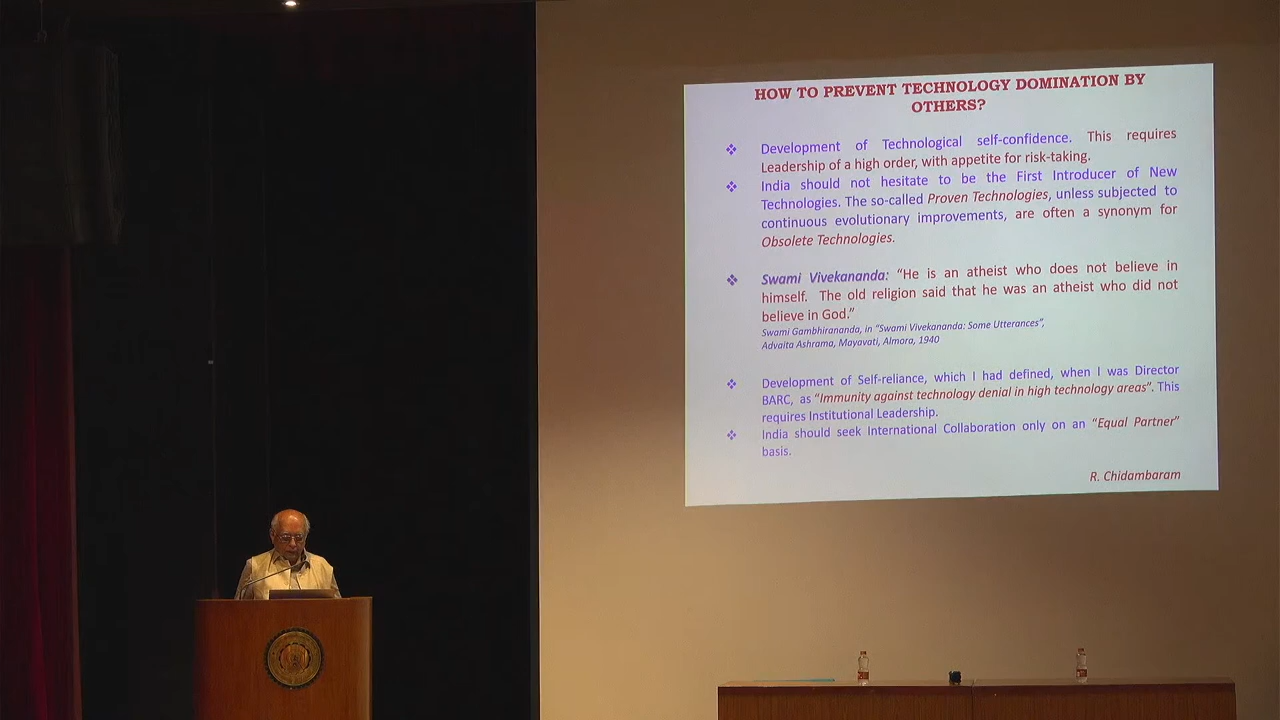 HOW TO PREVENT TECHNOLOGY DOMINATION BY
OTHERS?
Development of Technological self-confidence. This requires
Leadership of a high order, with appetite for risk-taking.
India should not hesitate to be the First Introducer of New
Technologies. The so-called Proven Technologies, unless subjected to
continuous evolutionary improvements, are often a synonym for
Obsolete Technologies.
Swami Vivekananda: “He is an atheist who does not believe in
himself. The old religion said that he was an atheist who did not
believe in God.”
Swami Gambhirananda, in “Swami Vivekananda: Some Utterances”,
Advaita Ashrama, Mayavati, Almora, 1940
Development of Self-reliance, which I had defined, when I was Director
BARC, as “Immunity against technology denial in high technology areas”. This
requires Institutional Leadership.
India should seek International Collaboration only on an “Equal Partner”
basis.
R. Chidambaram